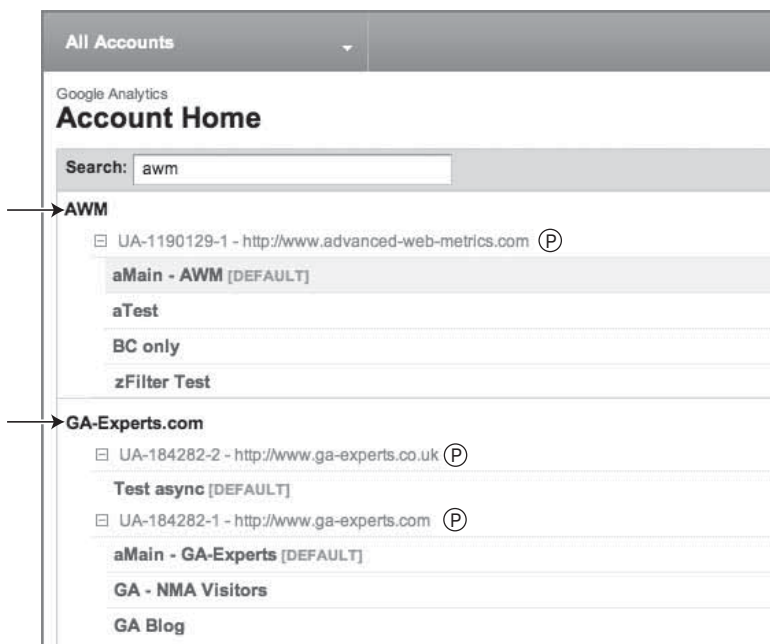 All Accounts
Google Analytics
Account Home
Search: awm
AWM
UA-1190129-1 - http://www.advanced-web-metrics.com Ⓟ
aMain - AWM [DEFAULT]
aTest
BC only
zFilter Test
GA-Experts.com
UA-184282-2 - http://www.ga-experts.co.uk Ⓟ
Test async [DEFAULT]
UA-184282-1 - http://www.ga-experts.com Ⓟ
aMain - GA-Experts [DEFAULT]
GA - NMA Visitors
GA Blog